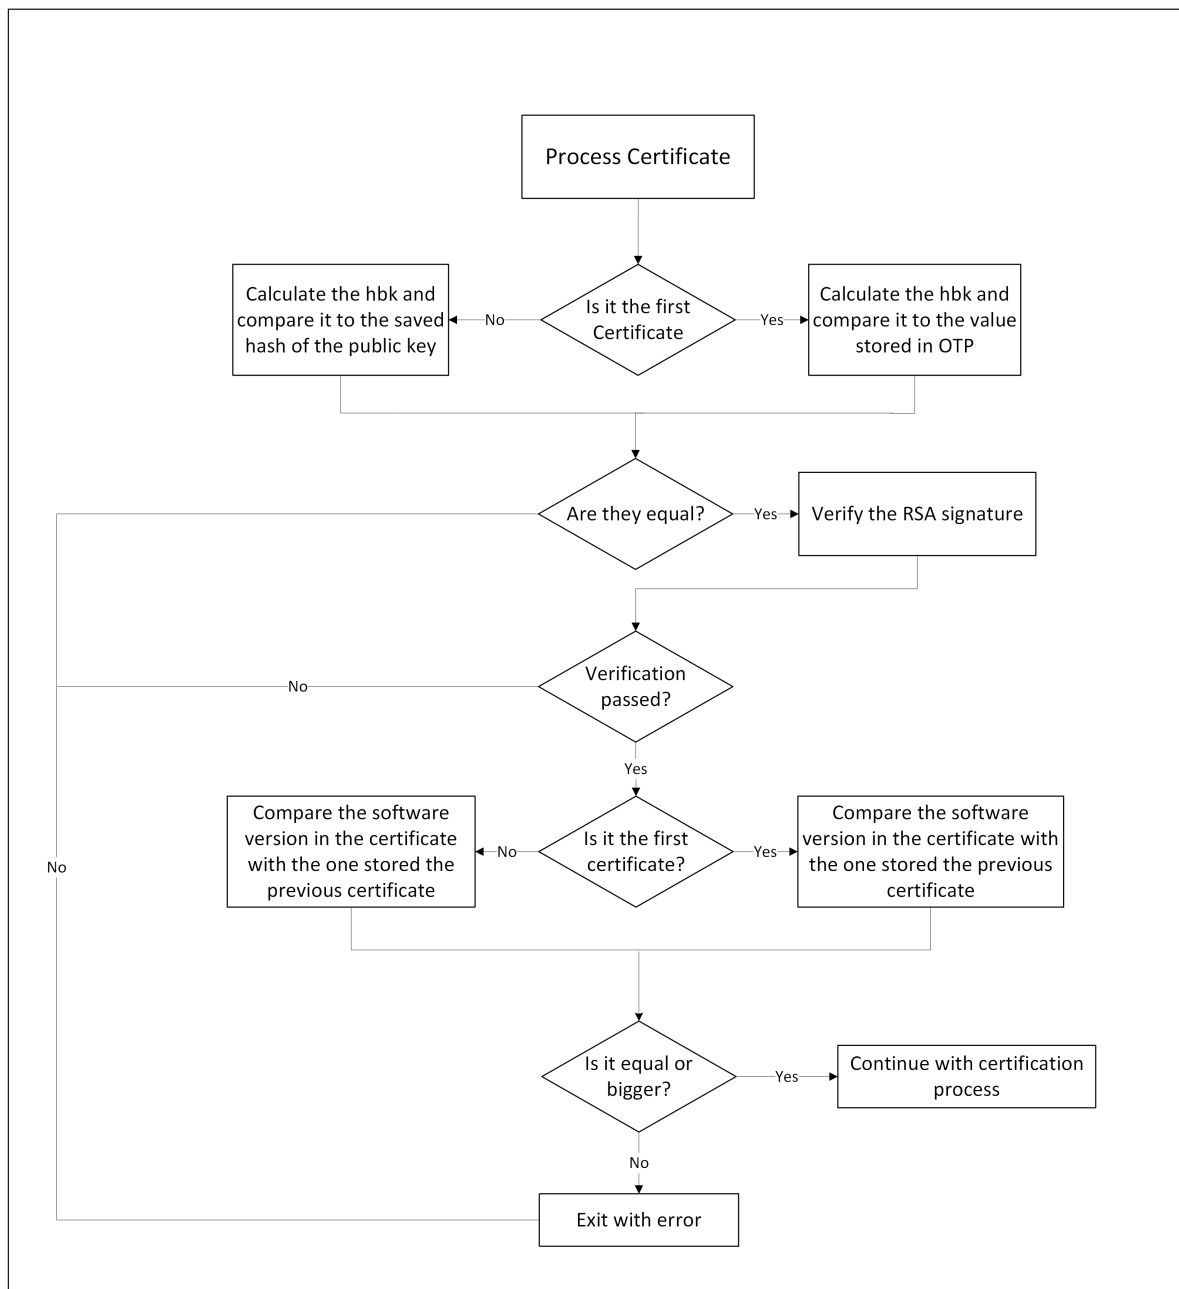 Process Certificate
Calculate the hbk and
compare it to the saved
hash of the public key
No
Is it the first
Certificate
Yes
Calculate the hbk and
compare it to the value
stored in OTP
Are they equal?
Yes
Verify the RSA signature
Verification
passed?
No
Yes
Compare the software
version in the certificate
with the one stored the
previous certificate
No
Is it the first
certificate?
Yes
Compare the software
version in the certificate with
the one stored the previous
certificate
No
Is it equal or
bigger?
Yes
Continue with certification
process
No
Exit with error